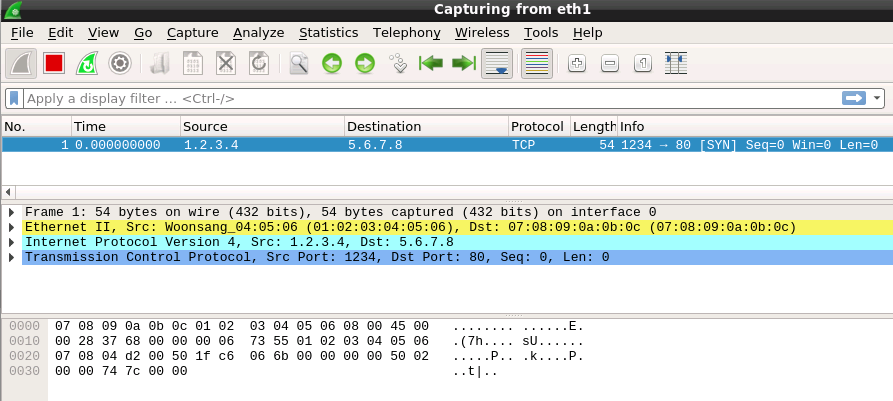 Capturing from eth1
File Edit View Go Capture Analyze Statistics Telephony Wireless Tools Help
Apply a display filter … <Ctrl-/>
No. Time Source Destination Protocol Length Info
1 0.000000000 1.2.3.4 5.6.7.8 TCP 54 1234 → 80 [SYN] Seq=0 Win=0 Len=0
Frame 1: 54 bytes on wire (432 bits), 54 bytes captured (432 bits) on interface 0
Ethernet II, Src: Woonsang_04:05:06 (01:02:03:04:05:06), Dst: 07:08:09:0a:0b:0c (07:08:09:0a:0b:0c)
Internet Protocol Version 4, Src: 1.2.3.4, Dst: 5.6.7.8
Transmission Control Protocol, Src Port: 1234, Dst Port: 80, Seq: 0, Len: 0
0000 07 08 09 0a 0b 0c 01 02 03 04 05 06 08 00 45 00 ........ ......E.
0010 00 28 37 68 00 00 00 06 73 55 01 02 03 04 05 06 .(7h.... sU......
0020 07 08 04 d2 00 50 1f c6 06 6b 00 00 00 00 50 02 .....P.. .k....P.
0030 00 00 74 7c 00 00 ..t|..